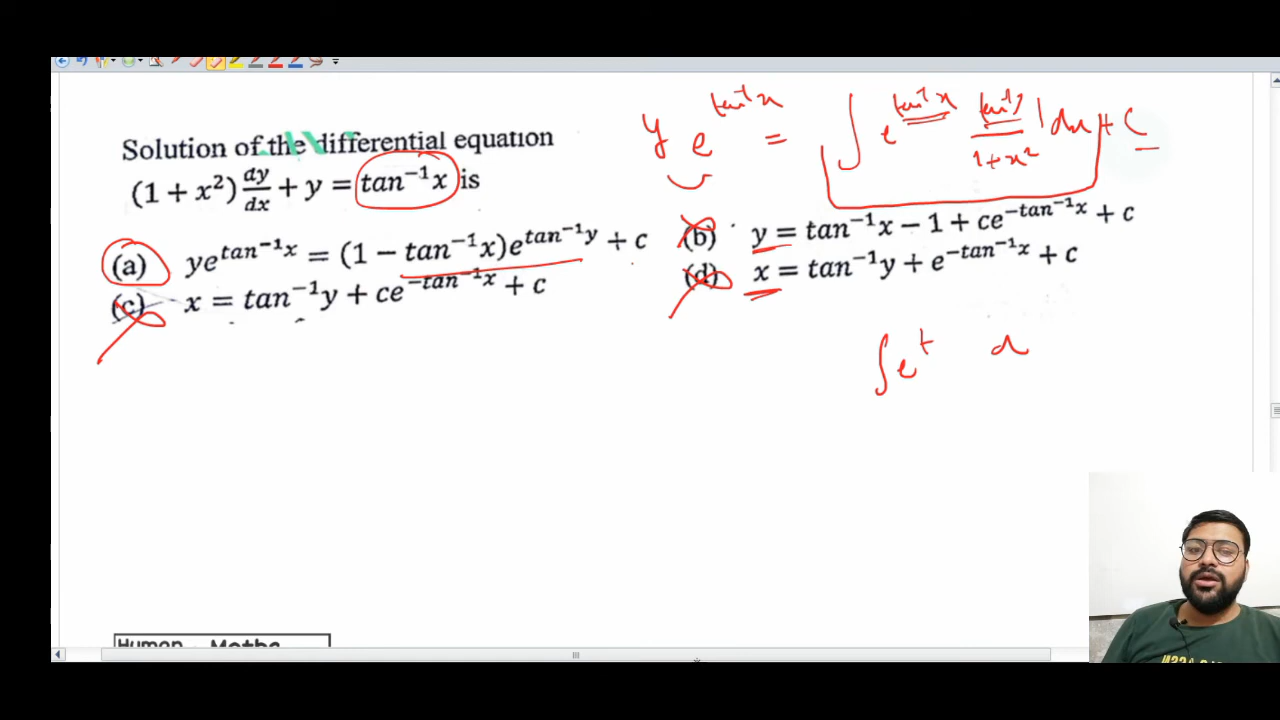 Solution of the differential equation
(1 + x²) dy/dx + y = tan⁻¹x is
(a) ye^{tan⁻¹x} = (1 − tan⁻¹x)e^{tan⁻¹y} + c
(b) y = tan⁻¹x − 1 + ce^{−tan⁻¹x} + c
(c) x = tan⁻¹y + ce^{−tan⁻¹x} + c
(d) x = tan⁻¹y + e^{−tan⁻¹x} + c
y e^{tan⁻¹x} = ∫ e^{tan⁻¹x} dx + C
1+x²
∫ e^t d